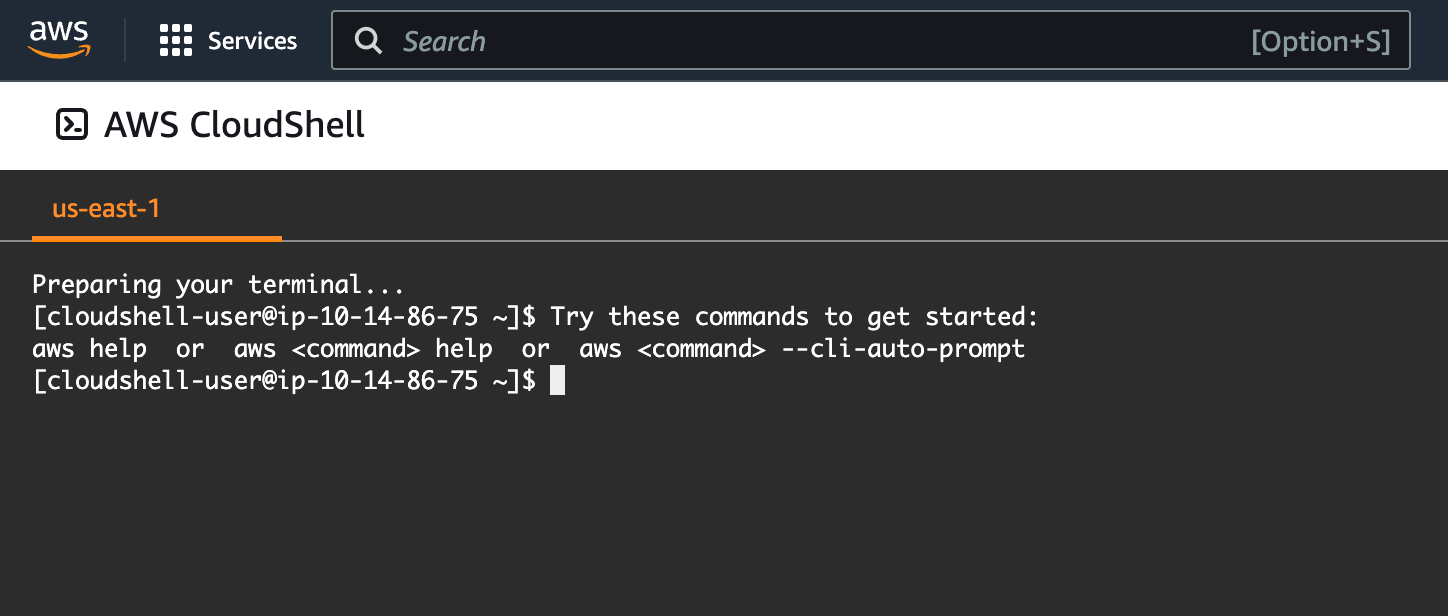 aws Services Search [Option+S]
AWS CloudShell
us-east-1
Preparing your terminal...
[cloudshell-user@ip-10-14-86-75 ~]$ Try these commands to get started:
aws help  or  aws <command> help  or  aws <command> --cli-auto-prompt
[cloudshell-user@ip-10-14-86-75 ~]$